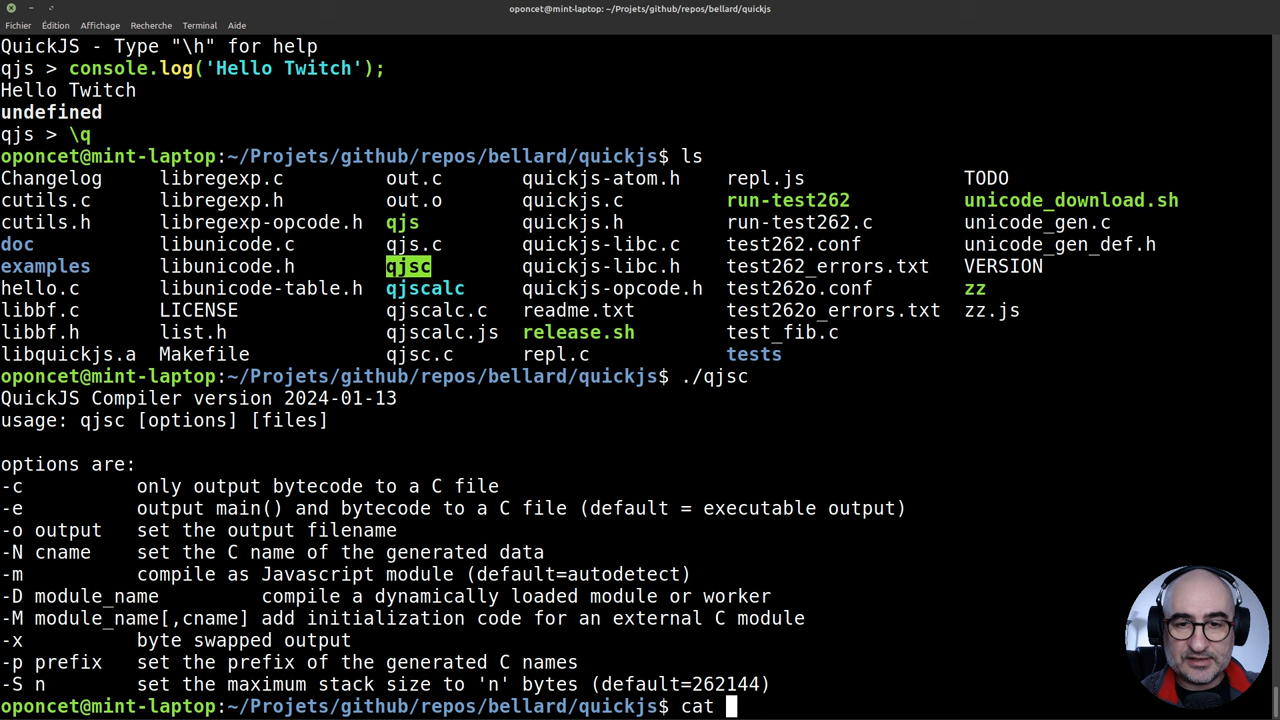 oponcet@mint-laptop: ~/Projets/github/repos/bellard/quickjs
Fichier Édition Affichage Recherche Terminal Aide
QuickJS - Type "\h" for help
qjs > console.log('Hello Twitch');
Hello Twitch
undefined
qjs > \q
oponcet@mint-laptop:~/Projets/github/repos/bellard/quickjs$ ls
Changelog libregexp.c out.c quickjs-atom.h repl.js TODO
cutils.c libregexp.h out.o quickjs.c run-test262 unicode_download.sh
cutils.h libregexp-opcode.h qjs quickjs.h run-test262.c unicode_gen.c
doc libunicode.c qjs.c quickjs-libc.c test262.conf unicode_gen_def.h
examples libunicode.h qjsc quickjs-libc.h test262_errors.txt VERSION
hello.c libunicode-table.h qjscalc quickjs-opcode.h test262o.conf zz
libbf.c LICENSE qjscalc.c readme.txt test262o_errors.txt zz.js
libbf.h list.h qjscalc.js release.sh test_fib.c
libquickjs.a Makefile qjsc.c repl.c tests
oponcet@mint-laptop:~/Projets/github/repos/bellard/quickjs$ ./qjsc
QuickJS Compiler version 2024-01-13
usage: qjsc [options] [files]
options are:
-c only output bytecode to a C file
-e output main() and bytecode to a C file (default = executable output)
-o output set the output filename
-N cname set the C name of the generated data
-m compile as Javascript module (default=autodetect)
-D module_name compile a dynamically loaded module or worker
-M module_name[,cname] add initialization code for an external C module
-x byte swapped output
-p prefix set the prefix of the generated C names
-S n set the maximum stack size to 'n' bytes (default=262144)
oponcet@mint-laptop:~/Projets/github/repos/bellard/quickjs$ cat